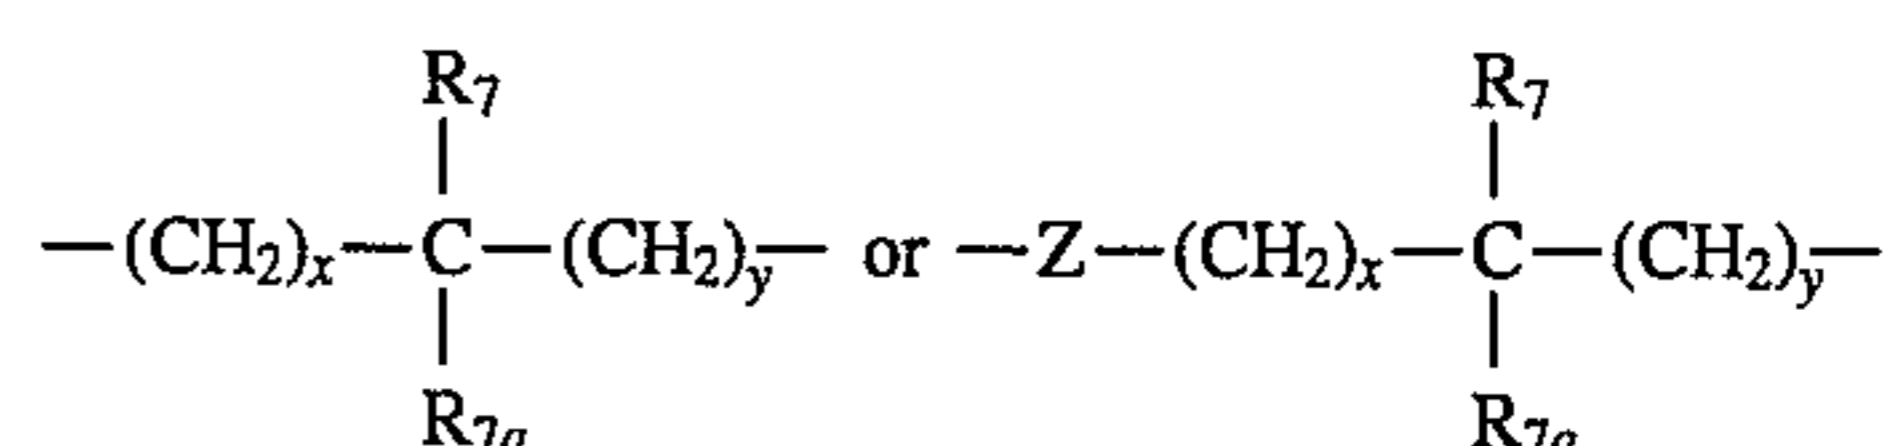 R7 R7
—(CH2)x—C—(CH2)y— or —Z—(CH2)x—C—(CH2)y—
R7a R7a